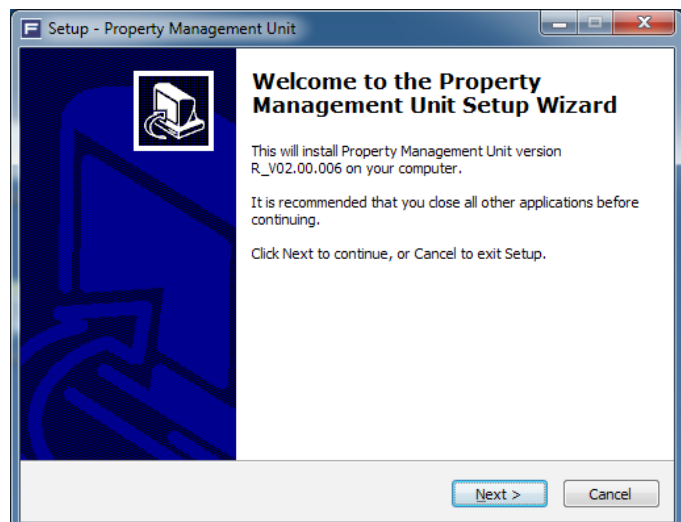 Setup - Property Management Unit
Welcome to the Property
Management Unit Setup Wizard
This will install Property Management Unit version
R_V02.00.006 on your computer.
It is recommended that you close all other applications before
continuing.
Click Next to continue, or Cancel to exit Setup.
Next >
Cancel